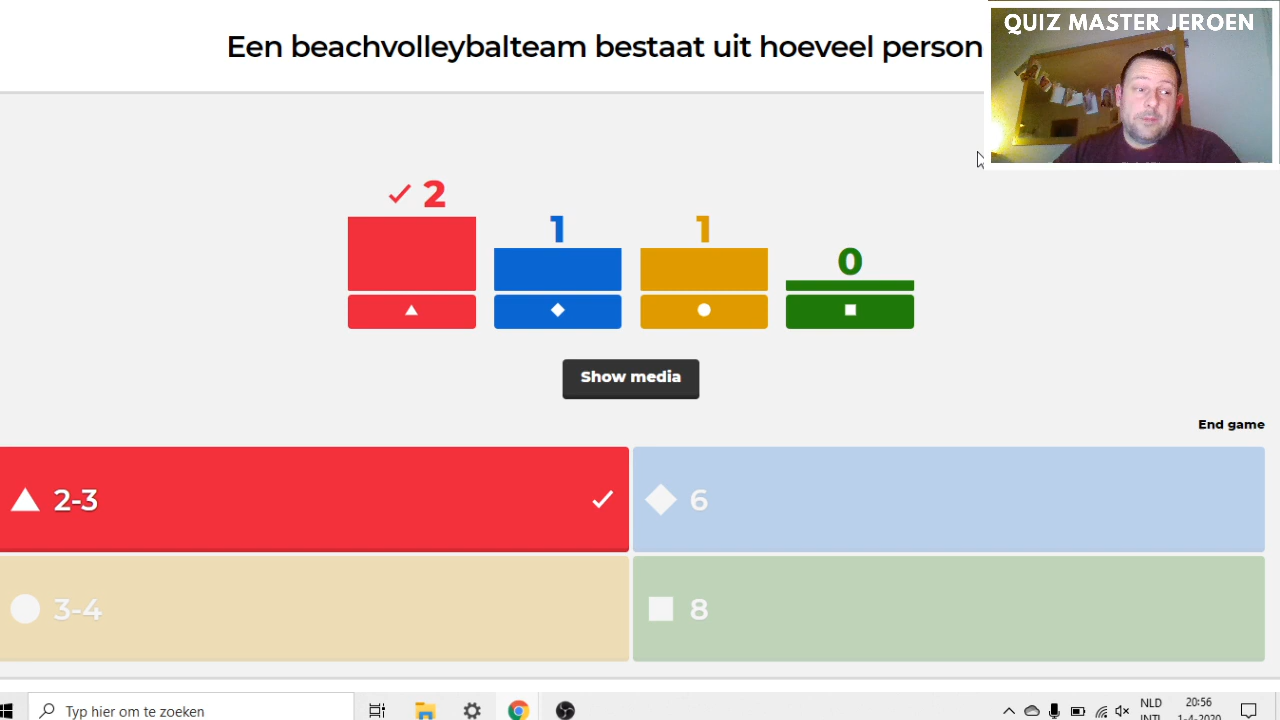 Een beachvolleybalteam bestaat uit hoeveel person
QUIZ MASTER JEROEN
2
1
1
0
Show media
End game
2-3
6
3-4
8
Typ hier om te zoeken
NLD
20:56
INTL
1-4-2020